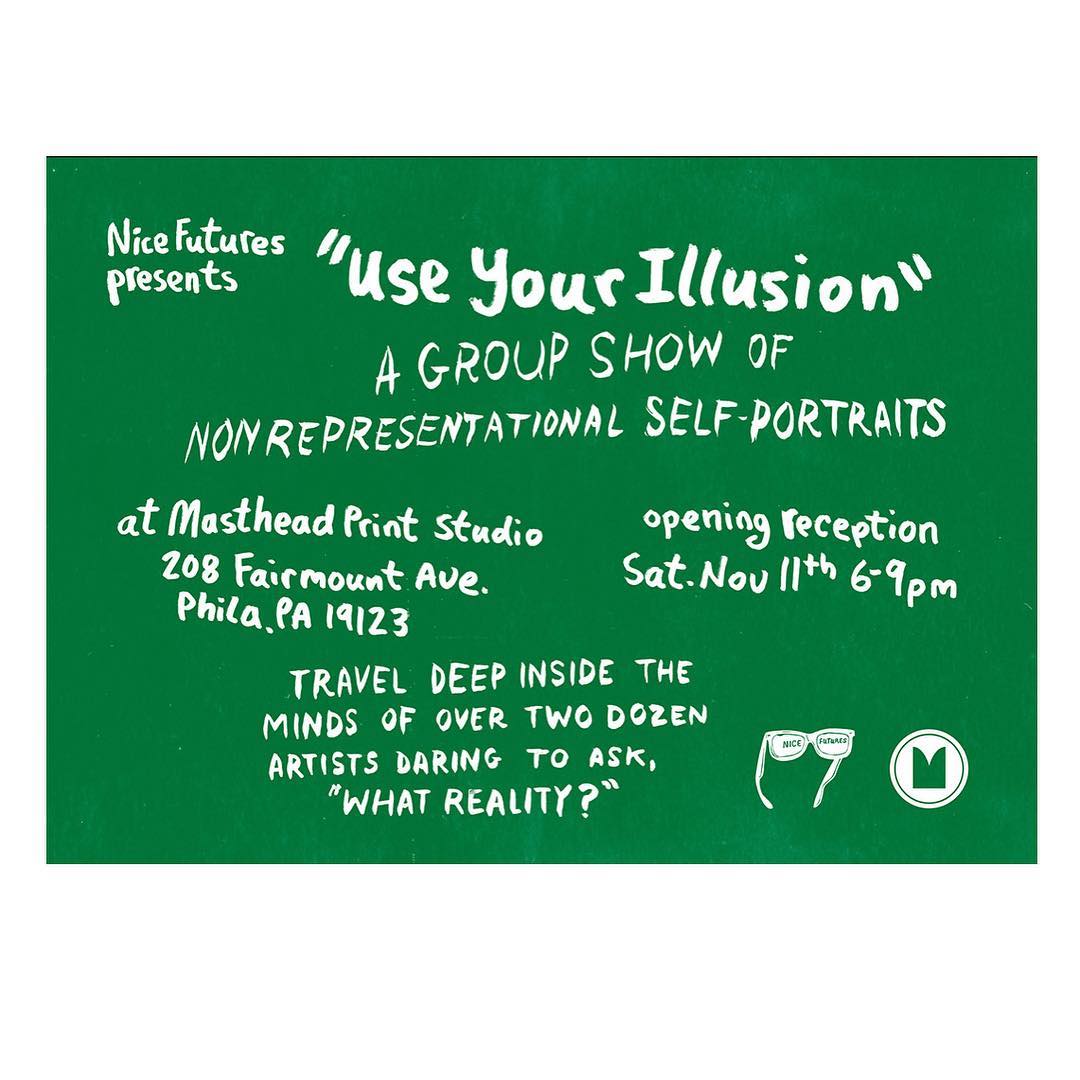 Nice Futures
presents
"Use Your Illusion"
A GROUP SHOW OF
NONREPRESENTATIONAL SELF-PORTRAITS
at Masthead Print Studio
208 Fairmount Ave.
Phila. PA 19123
opening reception
Sat. Nov 11th 6-9pm
TRAVEL DEEP INSIDE THE
MINDS OF OVER TWO DOZEN
ARTISTS DARING TO ASK,
"WHAT REALITY?"
NICE FUTURES
M